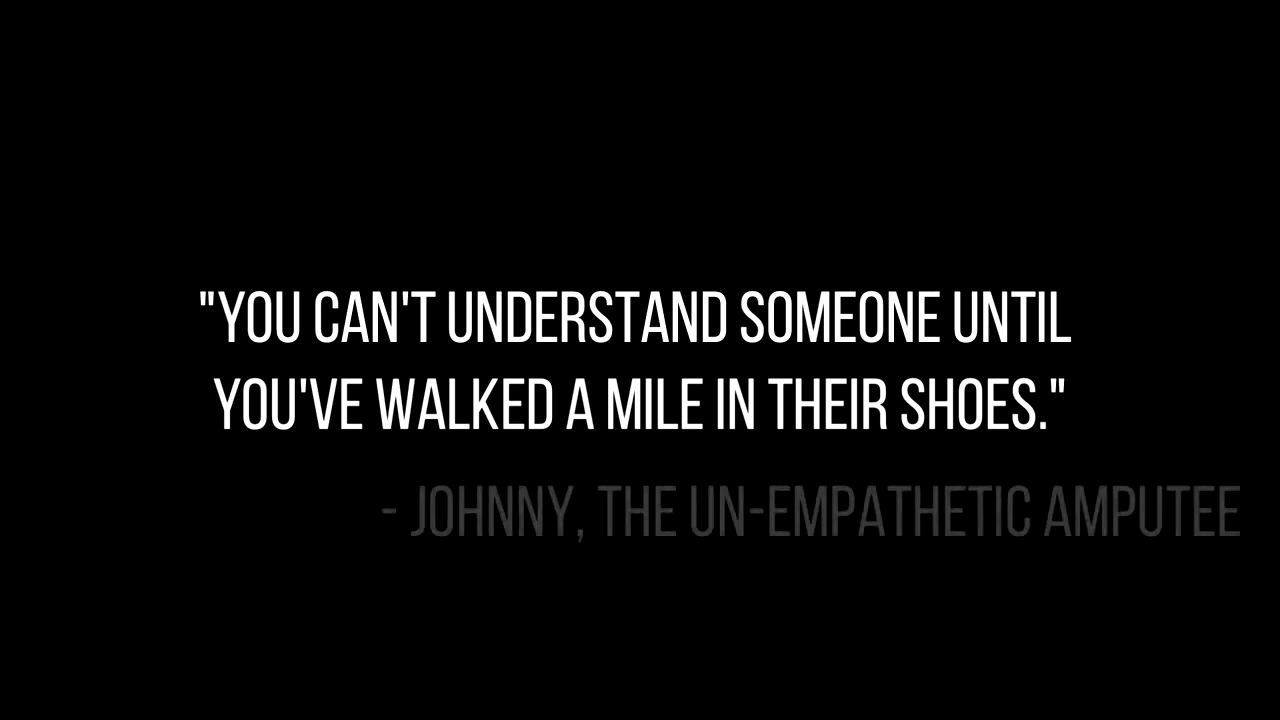 "YOU CAN'T UNDERSTAND SOMEONE UNTIL
YOU'VE WALKED A MILE IN THEIR SHOES."
- JOHNNY, THE UN-EMPATHETIC AMPUTEE